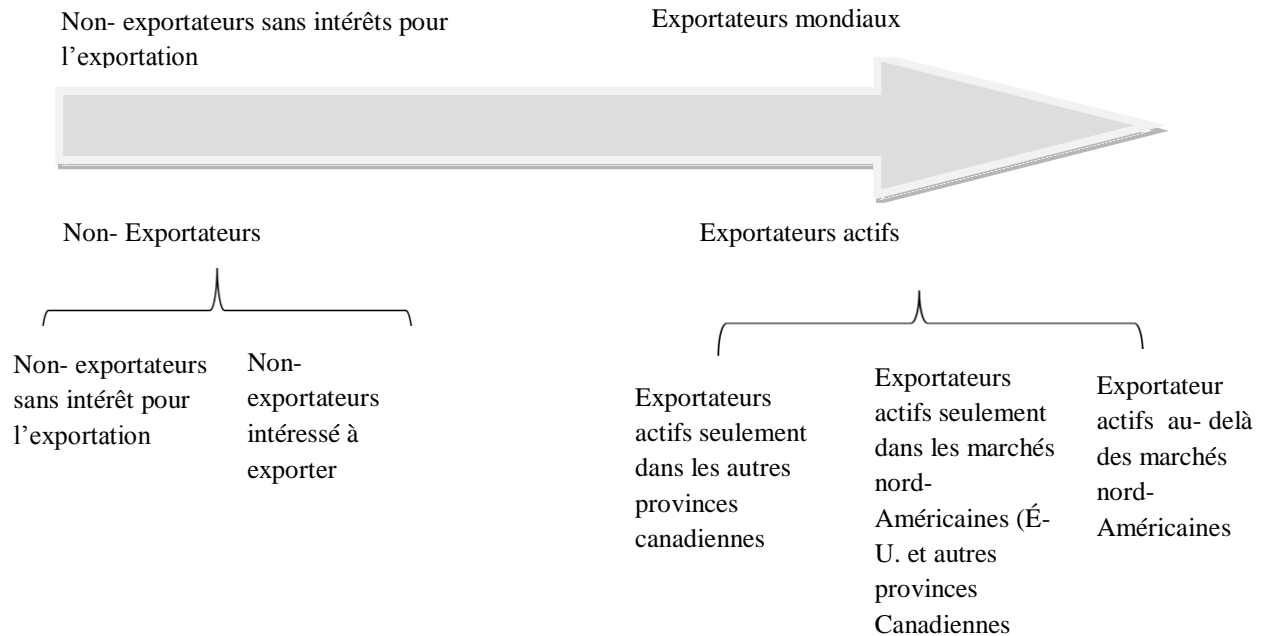 Non- exportateurs sans intérêts pour
l’exportation
Exportateurs mondiaux
Non- Exportateurs
Exportateurs actifs
Non- exportateurs
sans intérêt pour
l’exportation
Non-
exportateurs
intéressé à
exporter
Exportateurs
actifs seulement
dans les autres
provinces
canadiennes
Exportateurs
actifs seulement
dans les marchés
nord-
Américaines (É-
U. et autres
provinces
Canadiennes
Exportateur
actifs au- delà
des marchés
nord-
Américaines